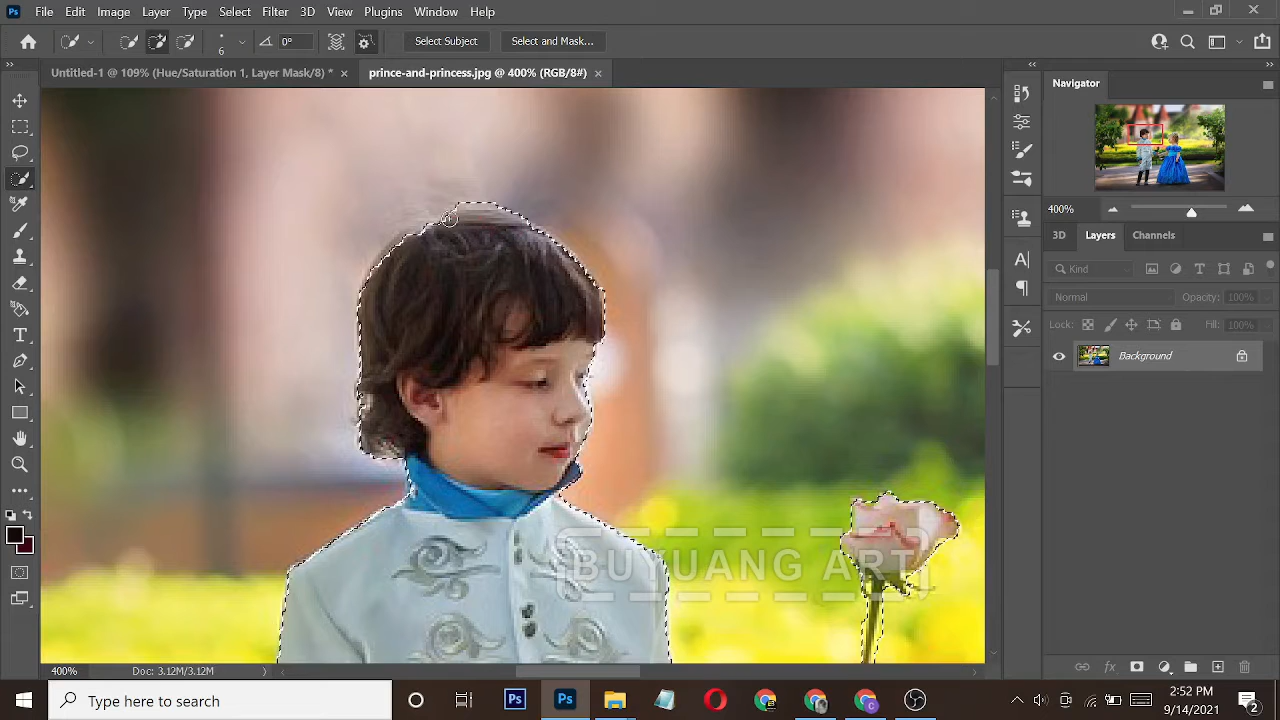 Ps File Edit Image Layer Type Select Filter 3D View Plugins Window Help
6 0° Select Subject Select and Mask...
Untitled-1 @ 109% (Hue/Saturation 1, Layer Mask/8) * × prince-and-princess.jpg @ 400% (RGB/8#) ×
Navigator
400%
3D Layers Channels
Kind
Normal Opacity: 100%
Lock: Fill: 100%
Background
BUYUANG ART
400% Doc: 3.12M/3.12M
Type here to search
2:52 PM
9/14/2021
2